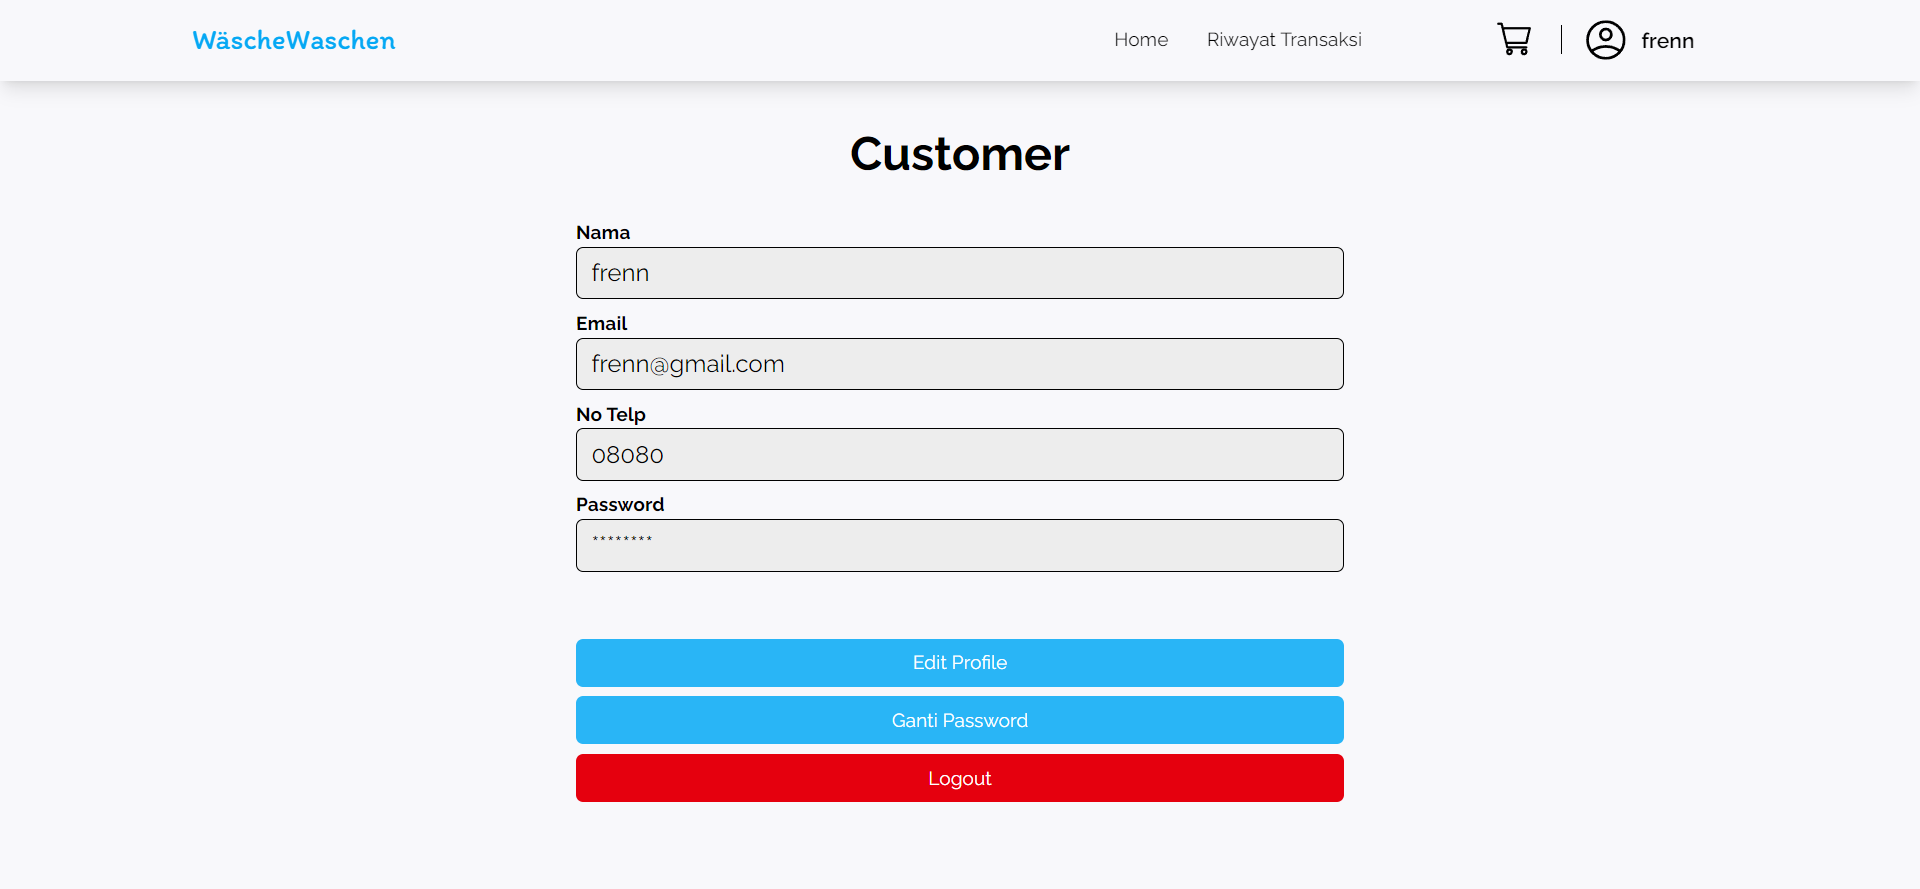 WäscheWaschen
Home Riwayat Transaksi frenn
Customer
Nama
frenn
Email
frenn@gmail.com
No Telp
08080
Password
********
Edit Profile
Ganti Password
Logout